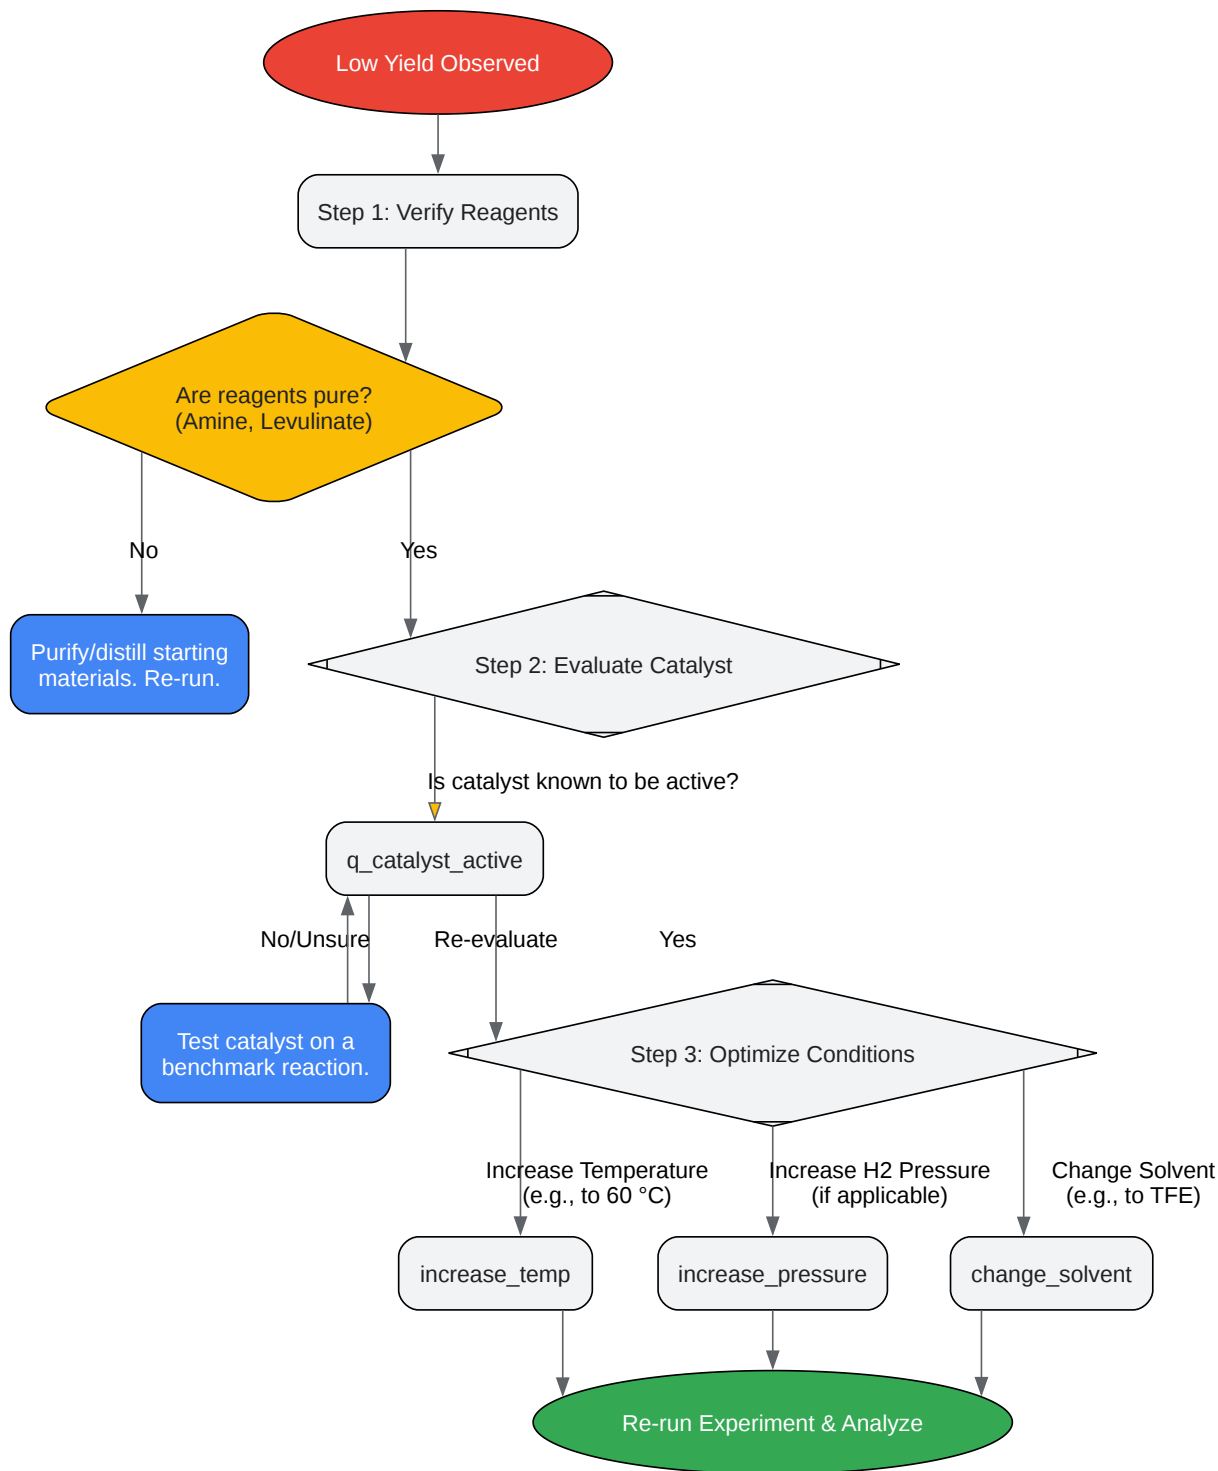 Low Yield Observed
Step 1: Verify Reagents
Are reagents pure?
(Amine, Levulinate)
No
Yes
Purify/distill starting
materials. Re-run.
Step 2: Evaluate Catalyst
Is catalyst known to be active?
q_catalyst_active
No/Unsure
Re-evaluate
Yes
Test catalyst on a
benchmark reaction.
Step 3: Optimize Conditions
Increase Temperature
(e.g., to 60 °C)
Increase H2 Pressure
(if applicable)
Change Solvent
(e.g., to TFE)
increase_temp
increase_pressure
change_solvent
Re-run Experiment & Analyze